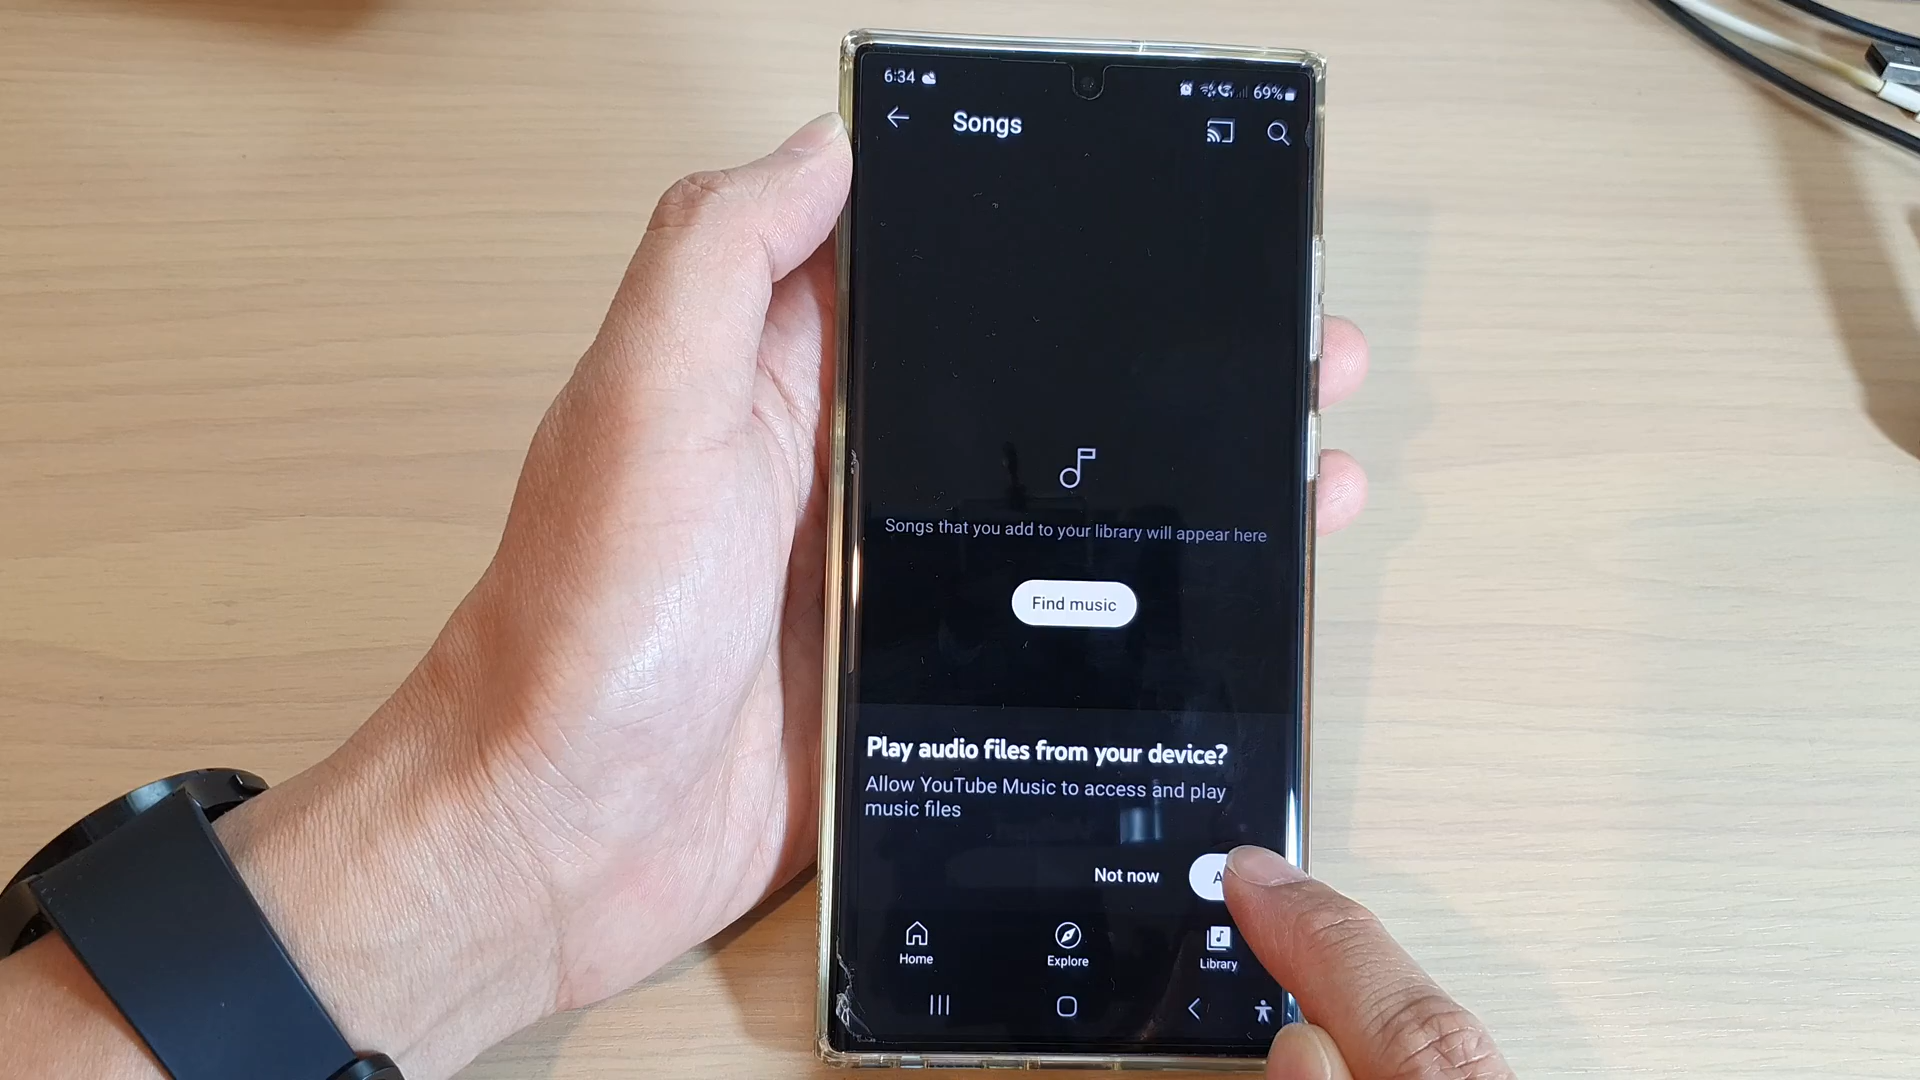 6:34
69%
Songs
Songs that you add to your library will appear here
Find music
Play audio files from your device?
Allow YouTube Music to access and play
music files
Not now
Home
Explore
Library